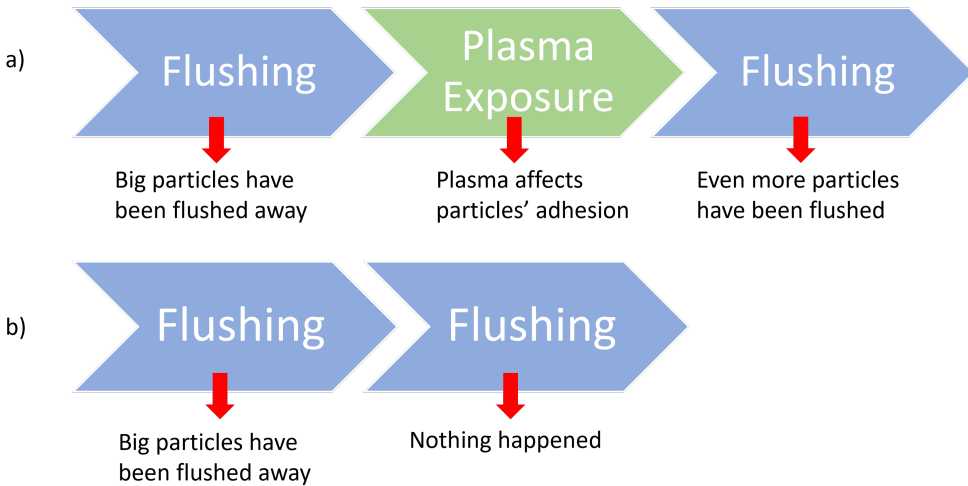 a)
Flushing
Plasma
Exposure
Flushing
Big particles have
been flushed away
Plasma affects
particles’ adhesion
Even more particles
have been flushed
b)
Flushing
Flushing
Big particles have
been flushed away
Nothing happened